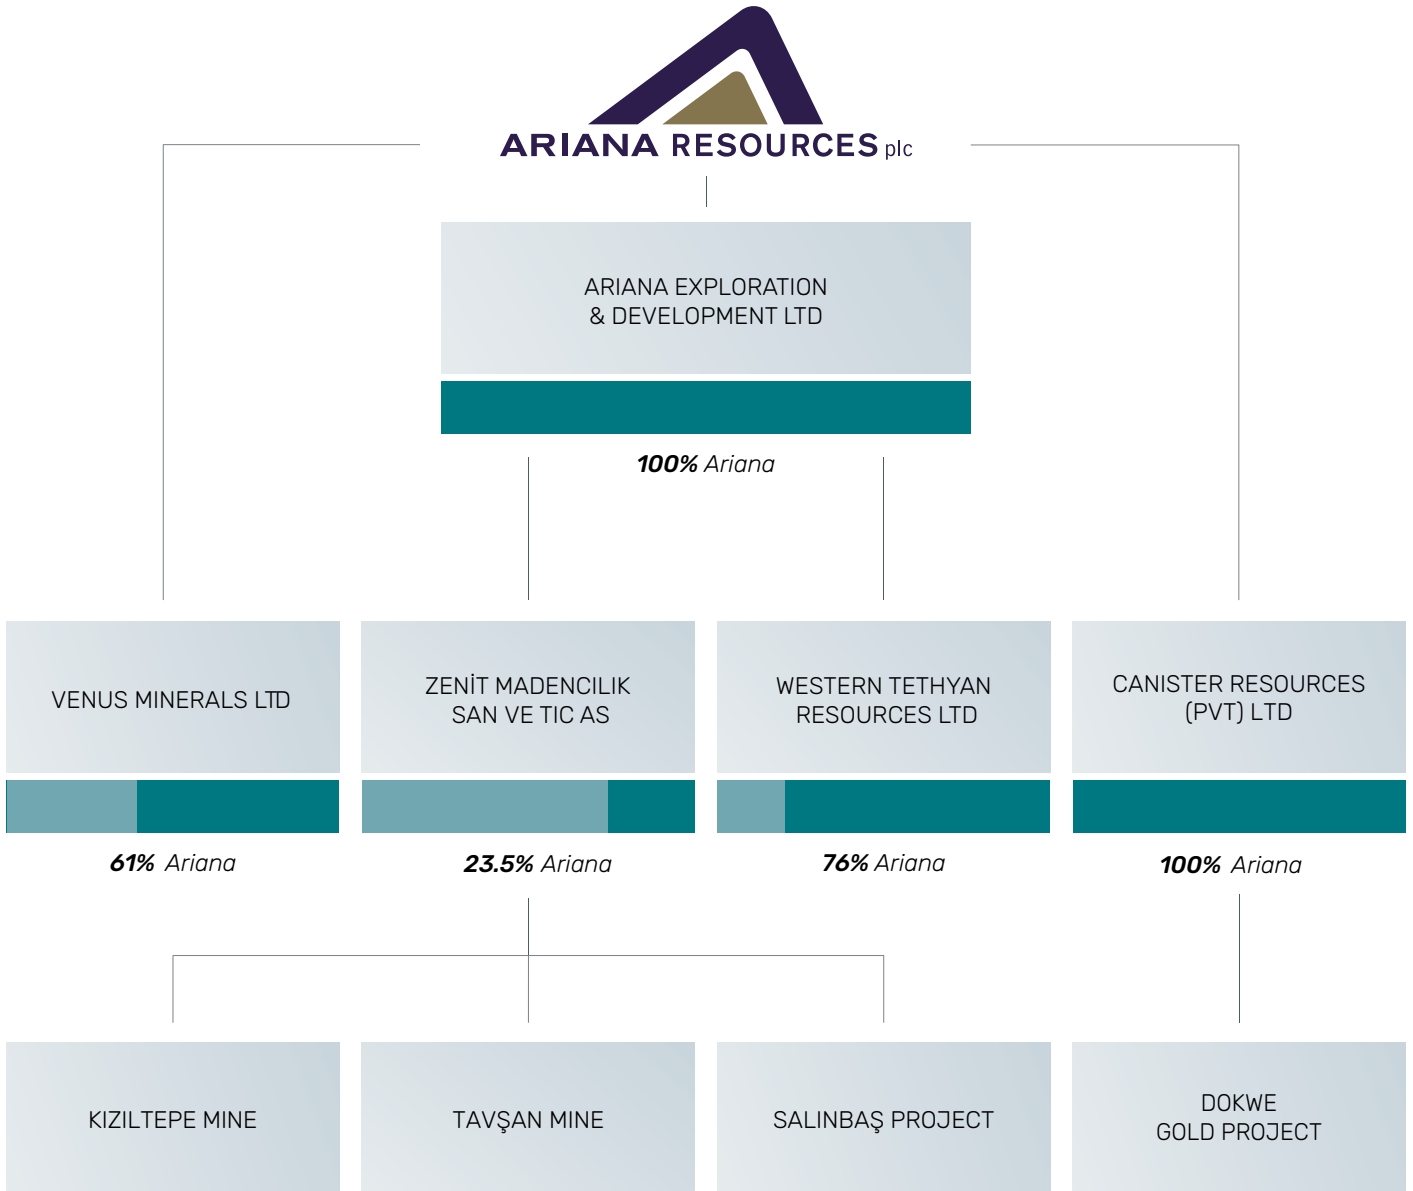 ARIANA RESOURCES plc
ARIANA EXPLORATION
& DEVELOPMENT LTD
100% Ariana
VENUS MINERALS LTD
ZENİT MADENCILIK
SAN VE TIC AS
WESTERN TETHYAN
RESOURCES LTD
CANISTER RESOURCES
(PVT) LTD
61% Ariana
23.5% Ariana
76% Ariana
100% Ariana
KIZILTEPE MINE
TAVŞAN MINE
SALINBAŞ PROJECT
DOKWE
GOLD PROJECT